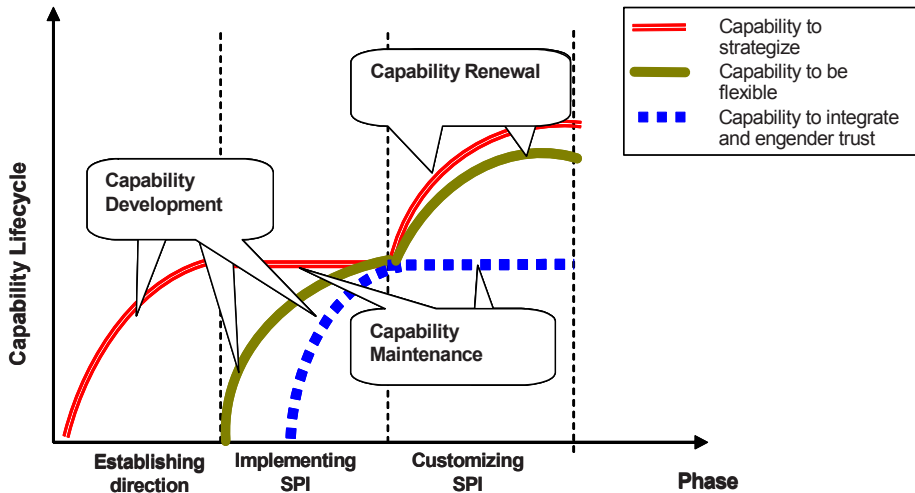 Capability to
strategize
Capability to be
flexible
Capability to integrate
and engender trust
Capability Renewal
Capability
Development
Capability
Maintenance
Capability Lifecycle
Establishing
direction
Implementing
SPI
Customizing
SPI
Phase